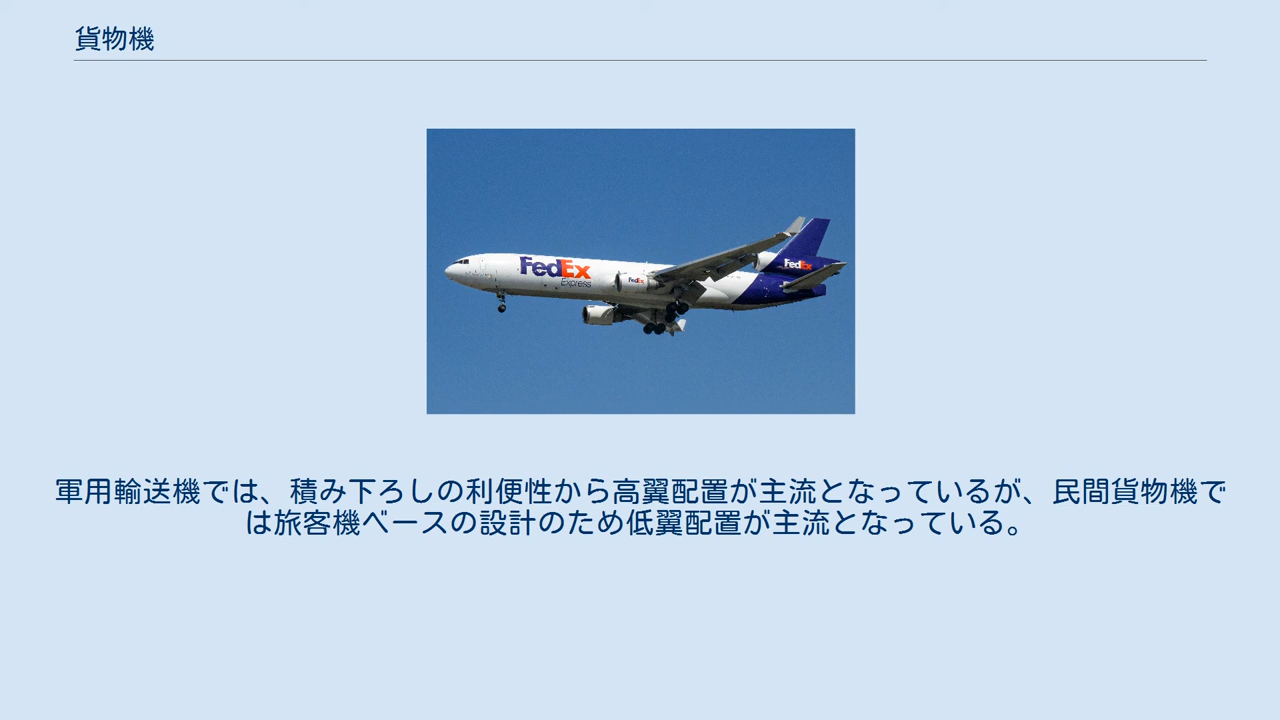 貨物機
FedEx
Express
FedEx
FedEx
軍用輸送機では、積み下ろしの利便性から高翼配置が主流となっているが、民間貨物機で
は旅客機ベースの設計のため低翼配置が主流となっている。